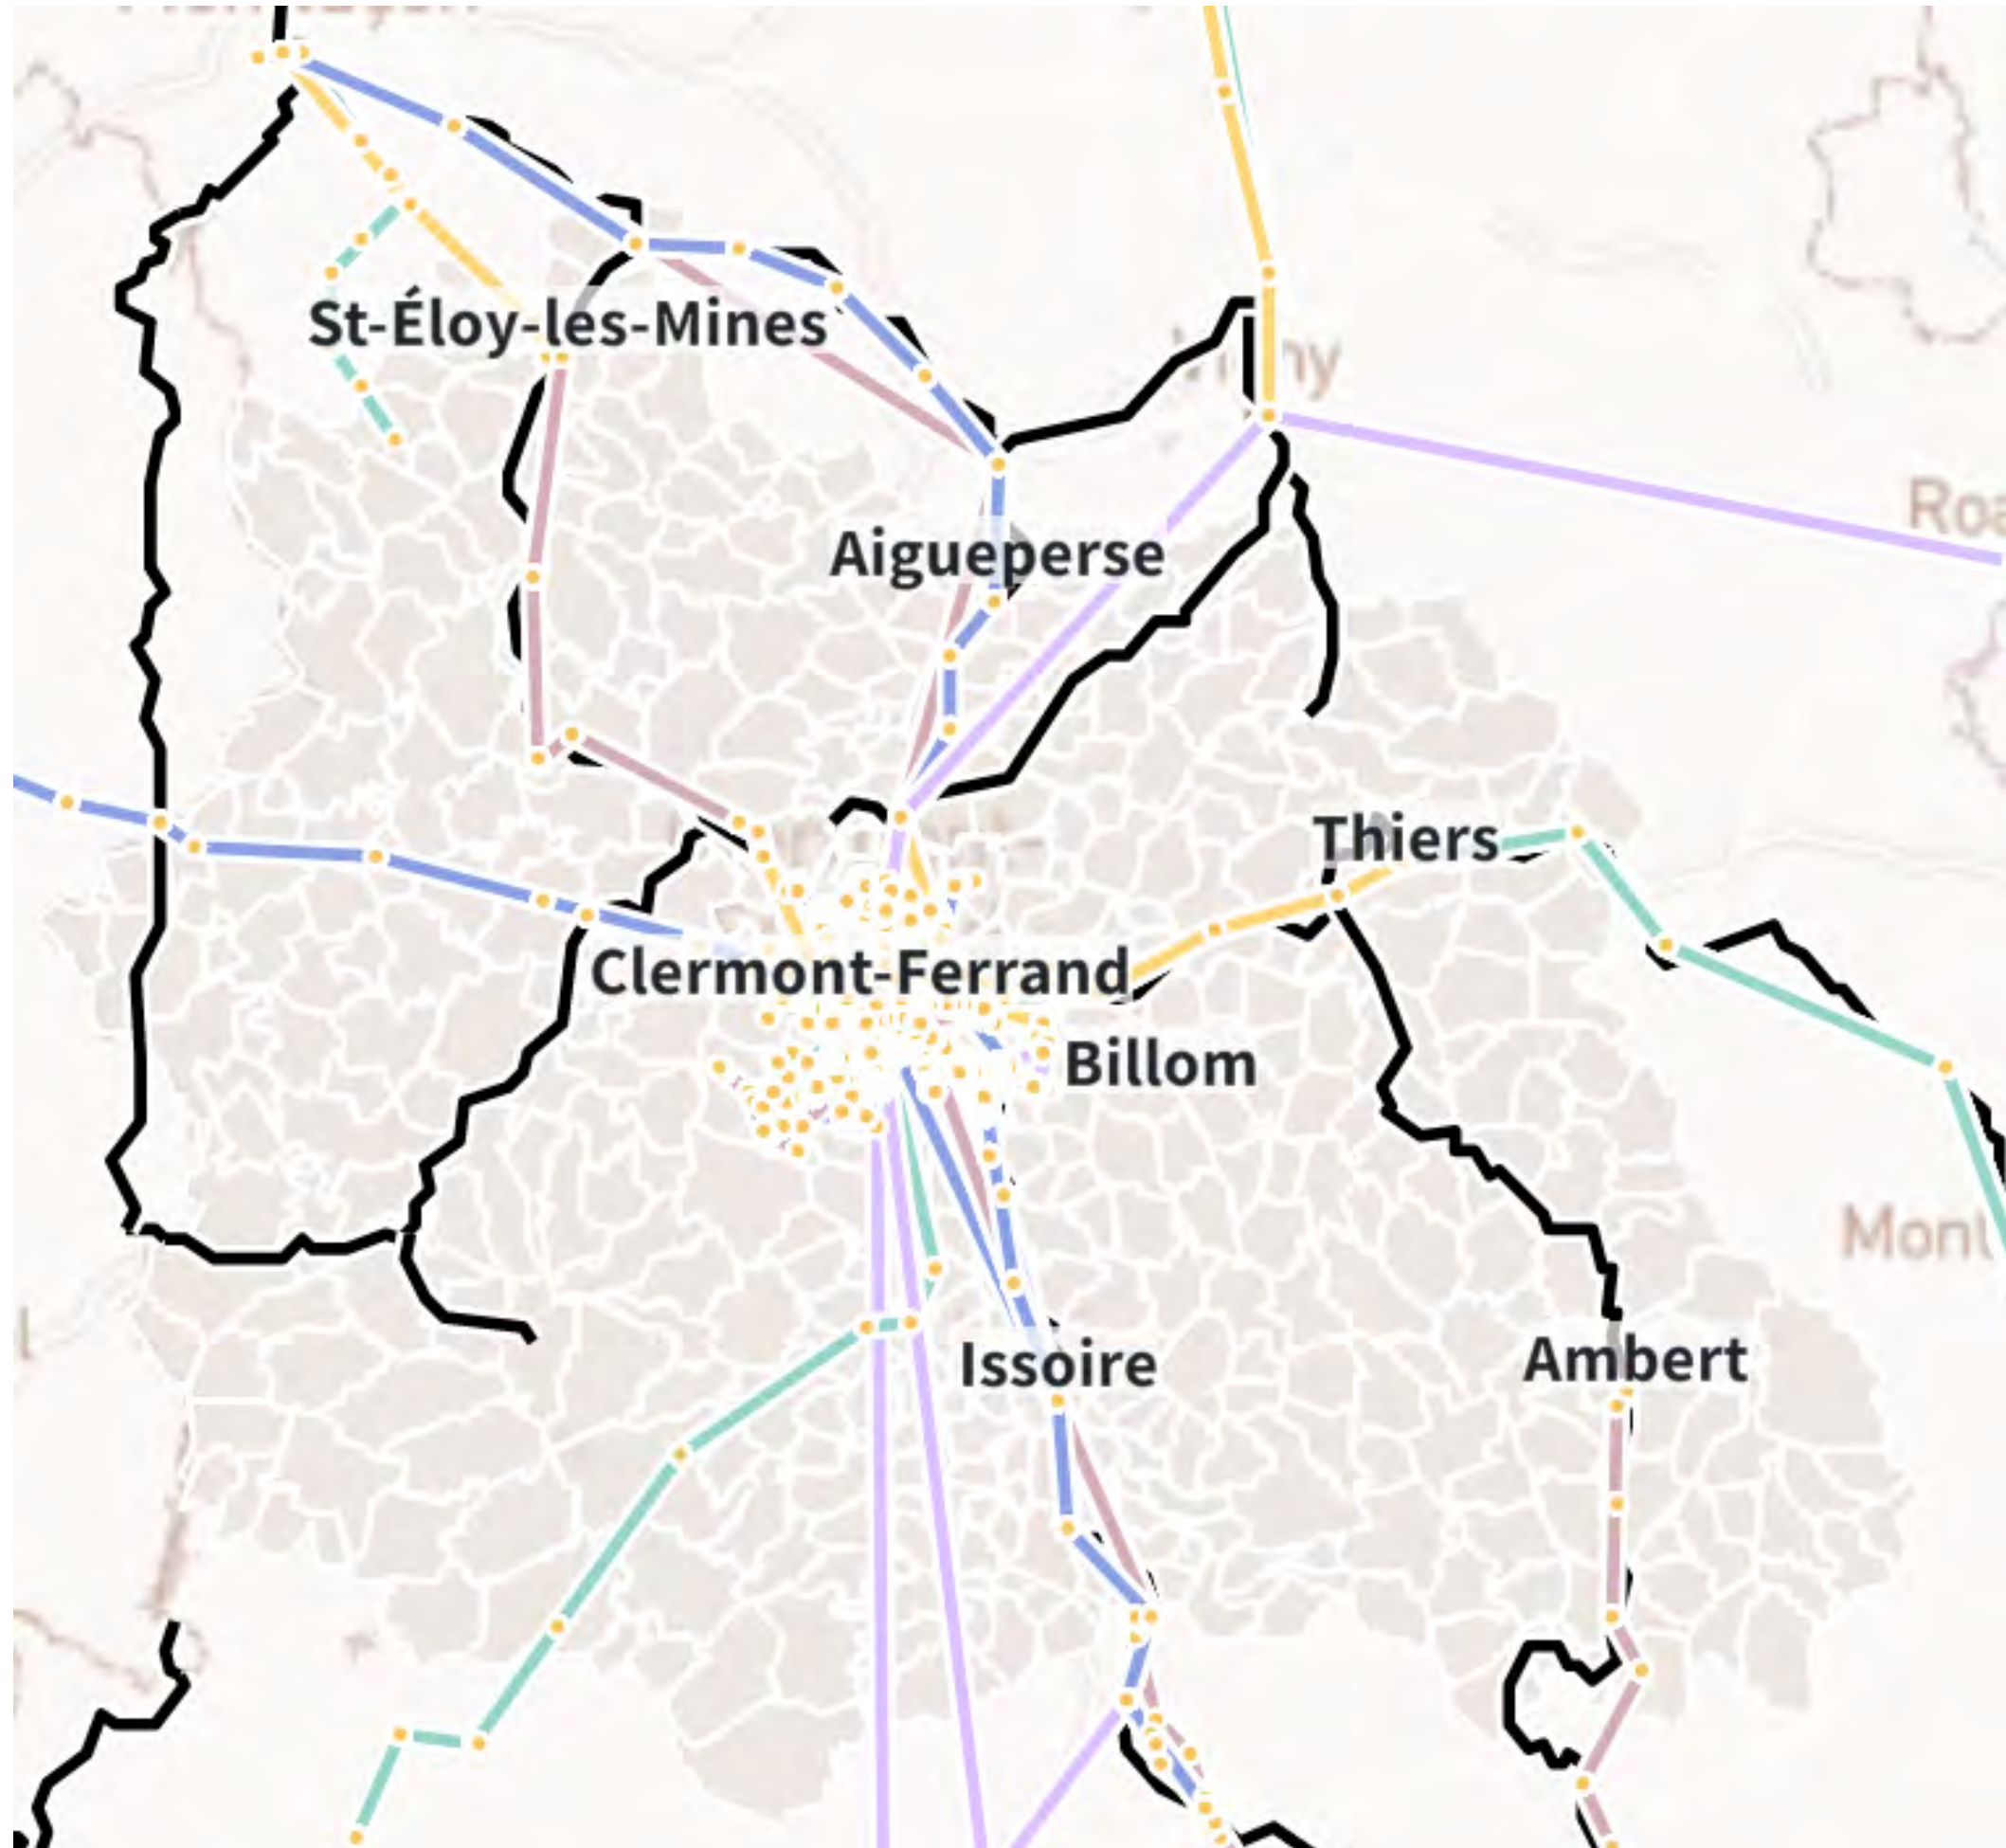 St-Éloy-les-Mines
Aigueperse
Thiers
Clermont-Ferrand
Billom
Issoire
Ambert